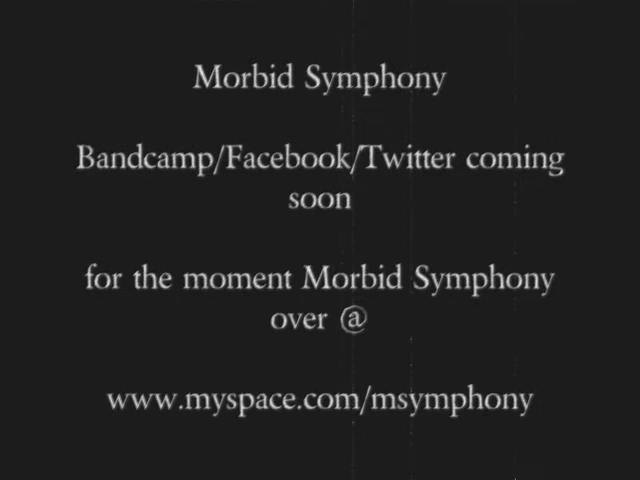 Morbid Symphony
Bandcamp/Facebook/Twitter coming
soon
for the moment Morbid Symphony
over @
www.myspace.com/msymphony